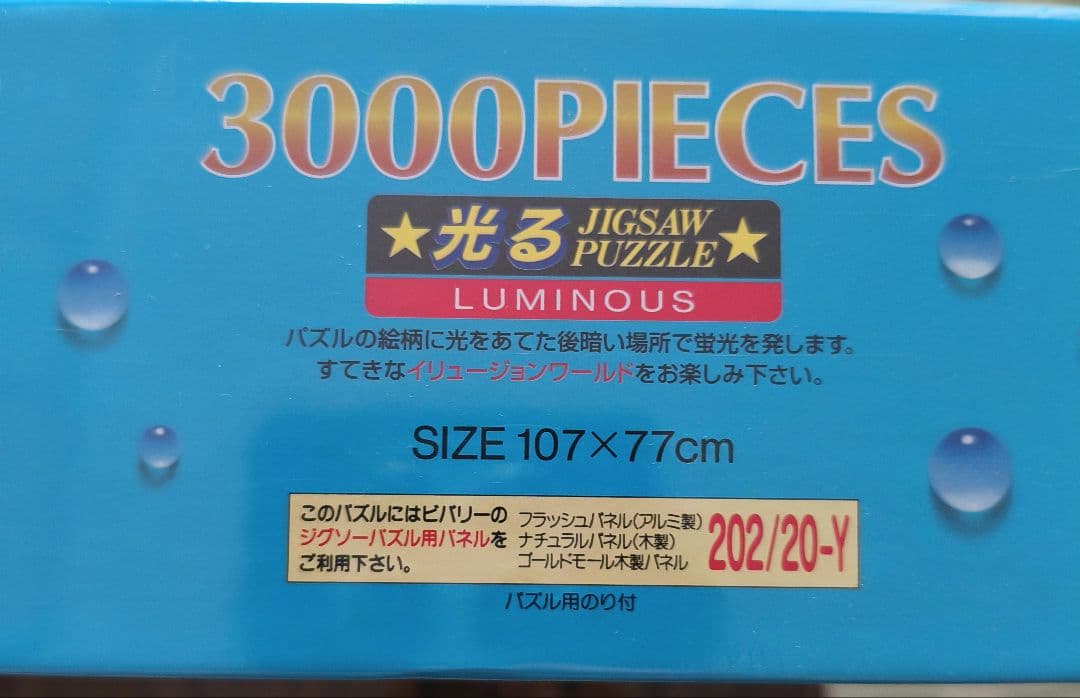 3000PIECES
★光る JIGSAW PUZZLE★
LUMINOUS
パズルの絵柄に光をあてた後暗い場所で蛍光を発します。
すてきなイリュージョンワールドをお楽しみ下さい。
SIZE 107×77cm
このパズルにはビバリーの
ジグソーパズル用パネルを
ご利用下さい。
フラッシュパネル(アルミ製)
ナチュラルパネル(木製)
ゴールドモール木製パネル
202/20-Y
パズル用のり付